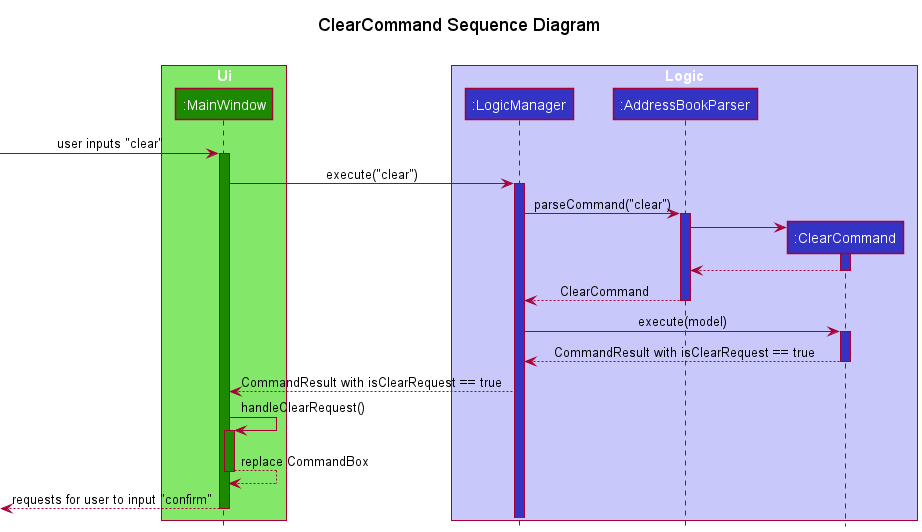 ClearCommand Sequence Diagram
Ui
Logic
:MainWindow
:LogicManager
:AddressBookParser
user inputs "clear"
execute("clear")
parseCommand("clear")
:ClearCommand
ClearCommand
execute(model)
CommandResult with isClearRequest == true
CommandResult with isClearRequest == true
handleClearRequest()
replace CommandBox
requests for user to input "confirm"